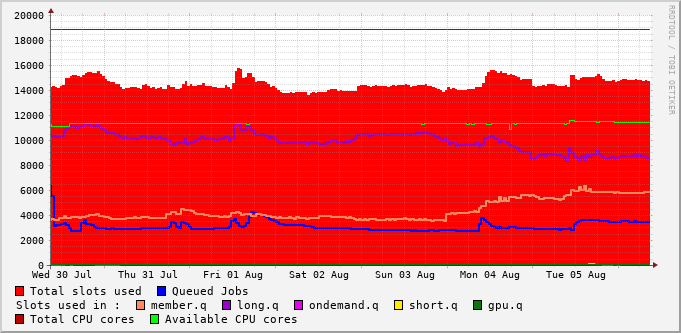 20000
18000
16000
14000
12000
10000
8000
6000
4000
2000
0
Wed 30 Jul Thu 31 Jul Fri 01 Aug Sat 02 Aug Sun 03 Aug Mon 04 Aug Tue 05 Aug
RRDTOOL / TOBI OETIKER
Total slots used Queued Jobs
Slots used in : member.q long.q ondemand.q short.q gpu.q
Total CPU cores Available CPU cores